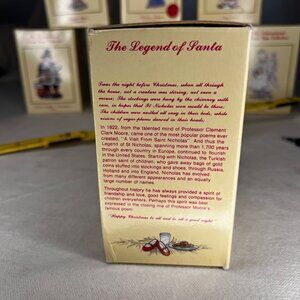 The Legend of Santa
Twas the night before Christmas, when all through
the house, not a creature was stirring, not even a
mouse; The stockings were hung by the chimney with
care, in hopes that St Nicholas soon would be there.
The children were nestled all snug in their beds, while
visions of sugar plums danced in their heads.
In 1822, from the talented mind of Professor Clement
Clark Moore, came one of the most popular poems ever
created, "A Visit From Saint Nicholas". And thus the
Legend of St Nicholas, spanning more than 1,700 years
through every country in Europe, continued to flourish
in the United States. Starting with Nicholas, the Turkish
patron saint of children, who gave away bags of gold
coins stuffed into stockings and shoes, through Russia,
Holland and into England, Nicholas has evolved
from many different appearances and an equally
large number of names.
Throughout history he has always provided a spirit of
friendship and love, good feelings and compassion for
children everywhere. Perhaps this spirit was best
expressed in the closing line of Professor Moore's
famous poem:
"Happy Christmas to all and to all a good night"